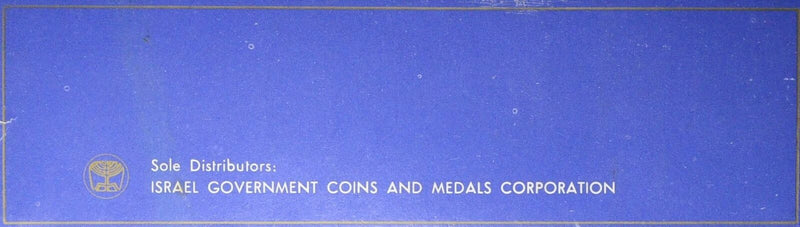 Sole Distributors:
ISRAEL GOVERNMENT COINS AND MEDALS CORPORATION